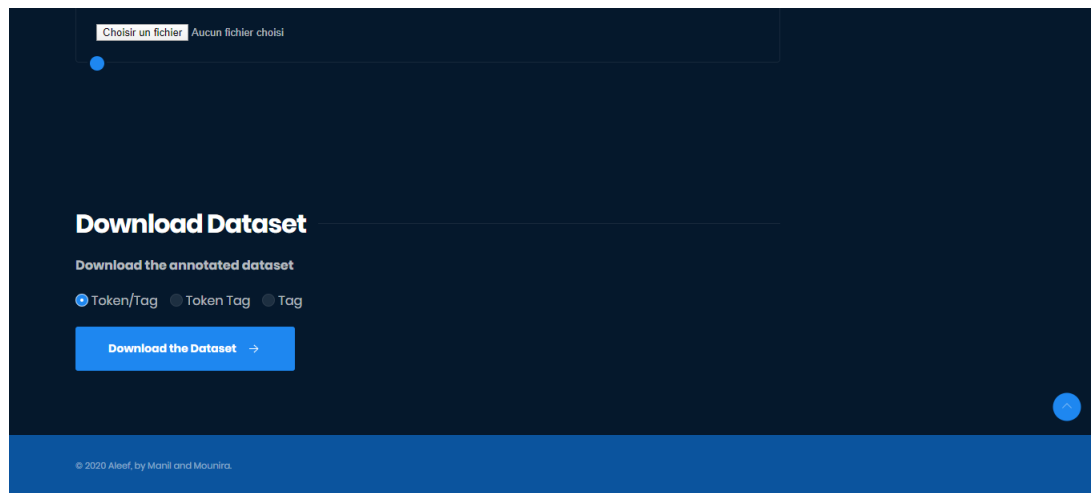 Choisir un fichier Aucun fichier choisi
Download Dataset
Download the annotated dataset
Token/Tag Token Tag Tag
Download the Dataset →
© 2020 Aleef, by Manil and Mounira.